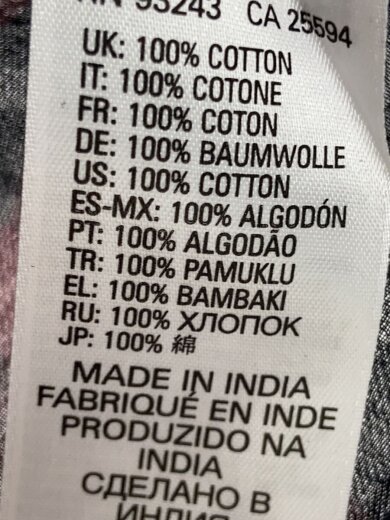 RN 93243 CA 25594
UK: 100% COTTON
IT: 100% COTONE
FR: 100% COTON
DE: 100% BAUMWOLLE
US: 100% COTTON
ES-MX: 100% ALGODÓN
PT: 100% ALGODÃO
TR: 100% PAMUKLU
EL: 100% BAMBAKI
RU: 100% ХЛОПОК
JP: 100% 綿
MADE IN INDIA
FABRIQUÉ EN INDE
PRODUZIDO NA
INDIA
СДЕЛАНО В
ИНДИЯ